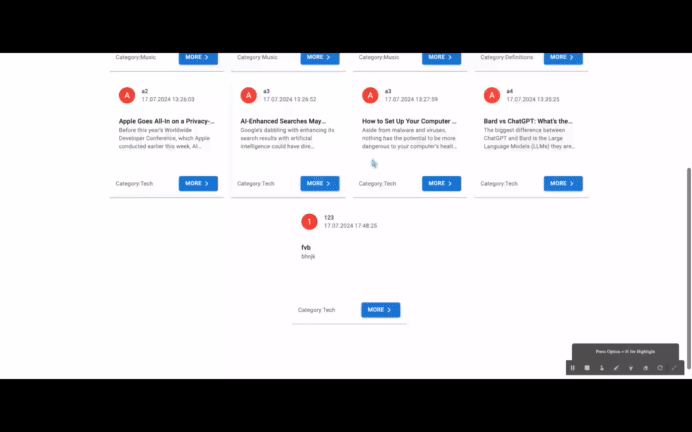 Category:Music MORE Category:Music MORE Category:Music MORE Category:Definitions MORE
A a2
17.07.2024 13:26:03
Apple Goes All-In on a Privacy-...
Before this year's Worldwide
Developer Conference, which Apple
conducted earlier this week, AI...
Category:Tech MORE
A a3
17.07.2024 13:26:52
AI-Enhanced Searches May...
Google's dabbling with enhancing its
search results with artificial
intelligence could have dire...
Category:Tech MORE
A a3
17.07.2024 13:27:59
How to Set Up Your Computer ...
Aside from malware and viruses,
nothing has the potential to be more
dangerous to your computer's healt...
Category:Tech MORE
A a4
17.07.2024 13:35:25
Bard vs ChatGPT: What's the...
The biggest difference between
ChatGPT and Bard is the Large
Language Models (LLMs) they are...
Category:Tech MORE
1 123
17.07.2024 17:48:25
fvb
bhnjk
Category:Tech MORE